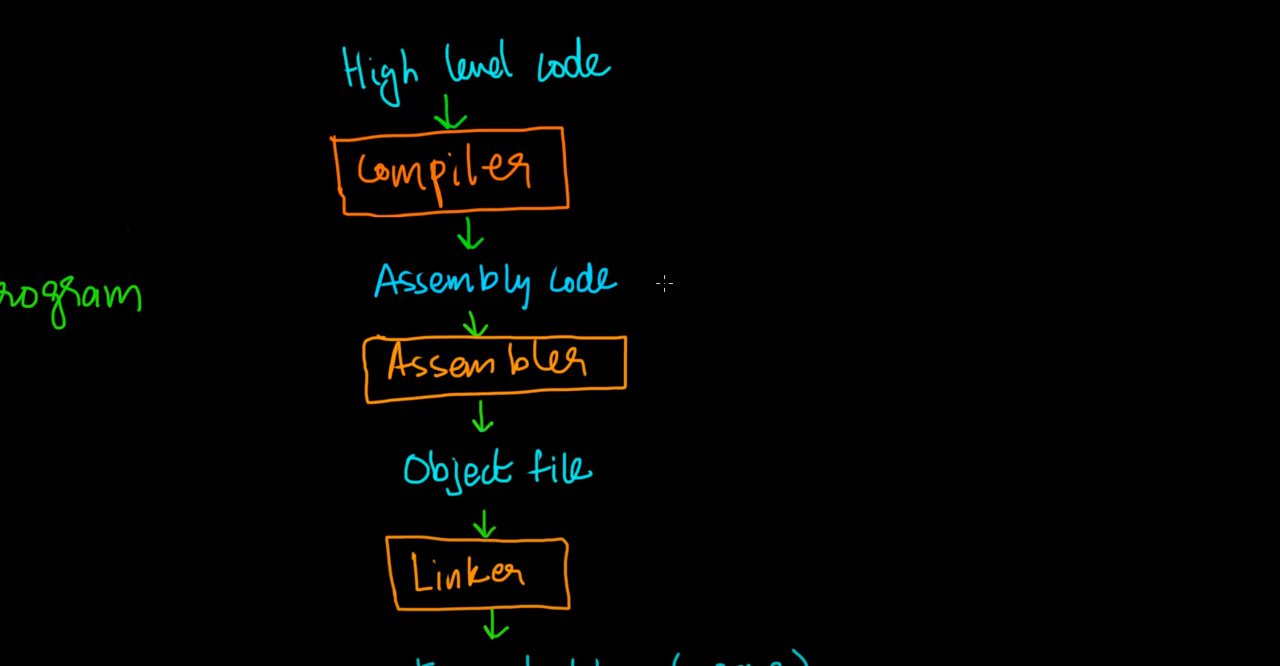 High level code
Compiler
Assembly code
rogram
Assembler
Object file
Linker